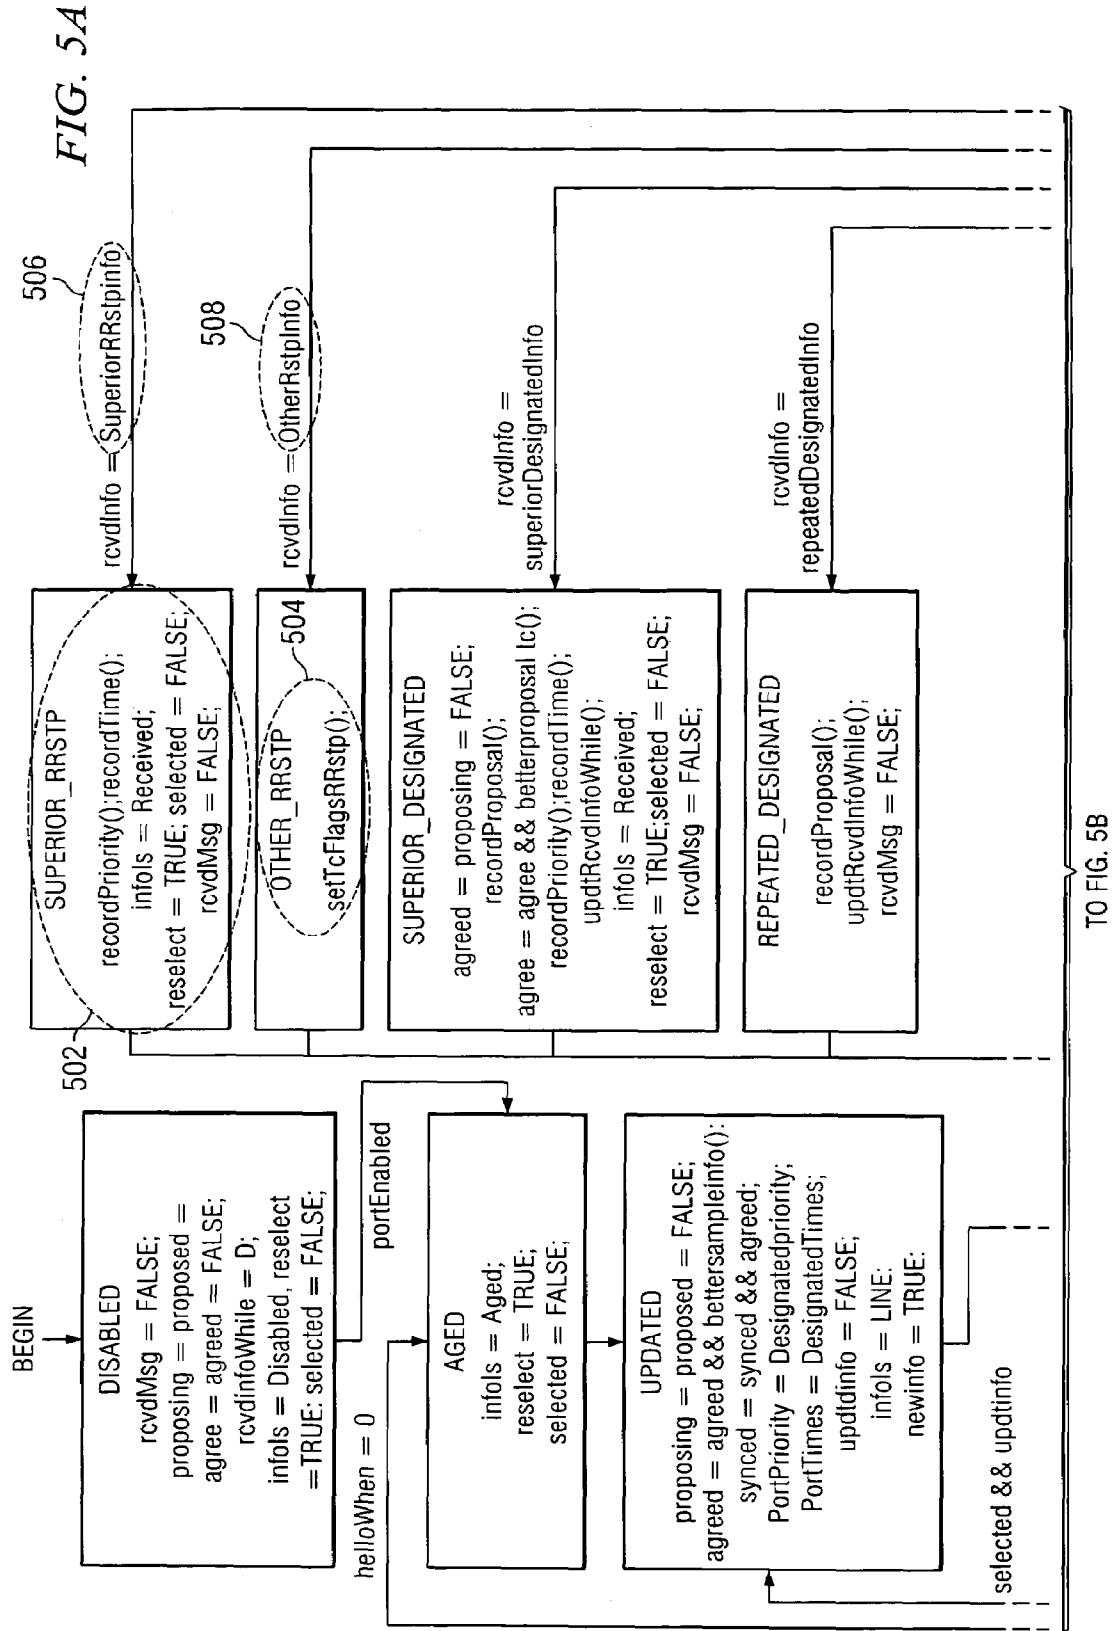 FIG. 5A
BEGIN
DISABLED
rcvdMsg = FALSE;
proposing = proposed =
agree = agreed = FALSE;
rcvdinfoWhile = D;
infoIs = Disabled, reselect
=TRUE: selected = FALSE;
portEnabled
helloWhen = 0
AGED
infoIs = Aged;
reselect = TRUE;
selected = FALSE;
UPDATED
proposing = proposed = FALSE;
agreed = agreed && bettersampleinfo():
synced = synced && agreed;
PortPriority = Designatedpriority;
PortTimes = DesignatedTimes;
updtdinfo = FALSE;
infoIs = LINE:
newinfo = TRUE:
selected && updtinfo
502
SUPERIOR_RRSTP
recordPriority();recordTime();
infoIs = Received;
reselect = TRUE; selected = FALSE;
rcvdMsg = FALSE;
rcvdInfo = SuperiorRRstpinfo
506
OTHER_RRSTP
504
setTcFlagsRRstp();
rcvdInfo = OtherRstpInfo
508
SUPERIOR_DESIGNATED
agreed = proposing = FALSE;
recordProposal();
agree = agree && betterproposal tc();
recordPriority();recordTime();
updtRcvdInfoWhile();
infoIs = Received;
reselect = TRUE;selected = FALSE;
rcvdMsg = FALSE;
rcvdInfo =
superiorDesignatedInfo
REPEATED_DESIGNATED
recordProposal();
updtRcvdInfoWhile();
rcvdMsg = FALSE;
rcvdInfo =
repeatedDesignatedInfo
TO FIG. 5B